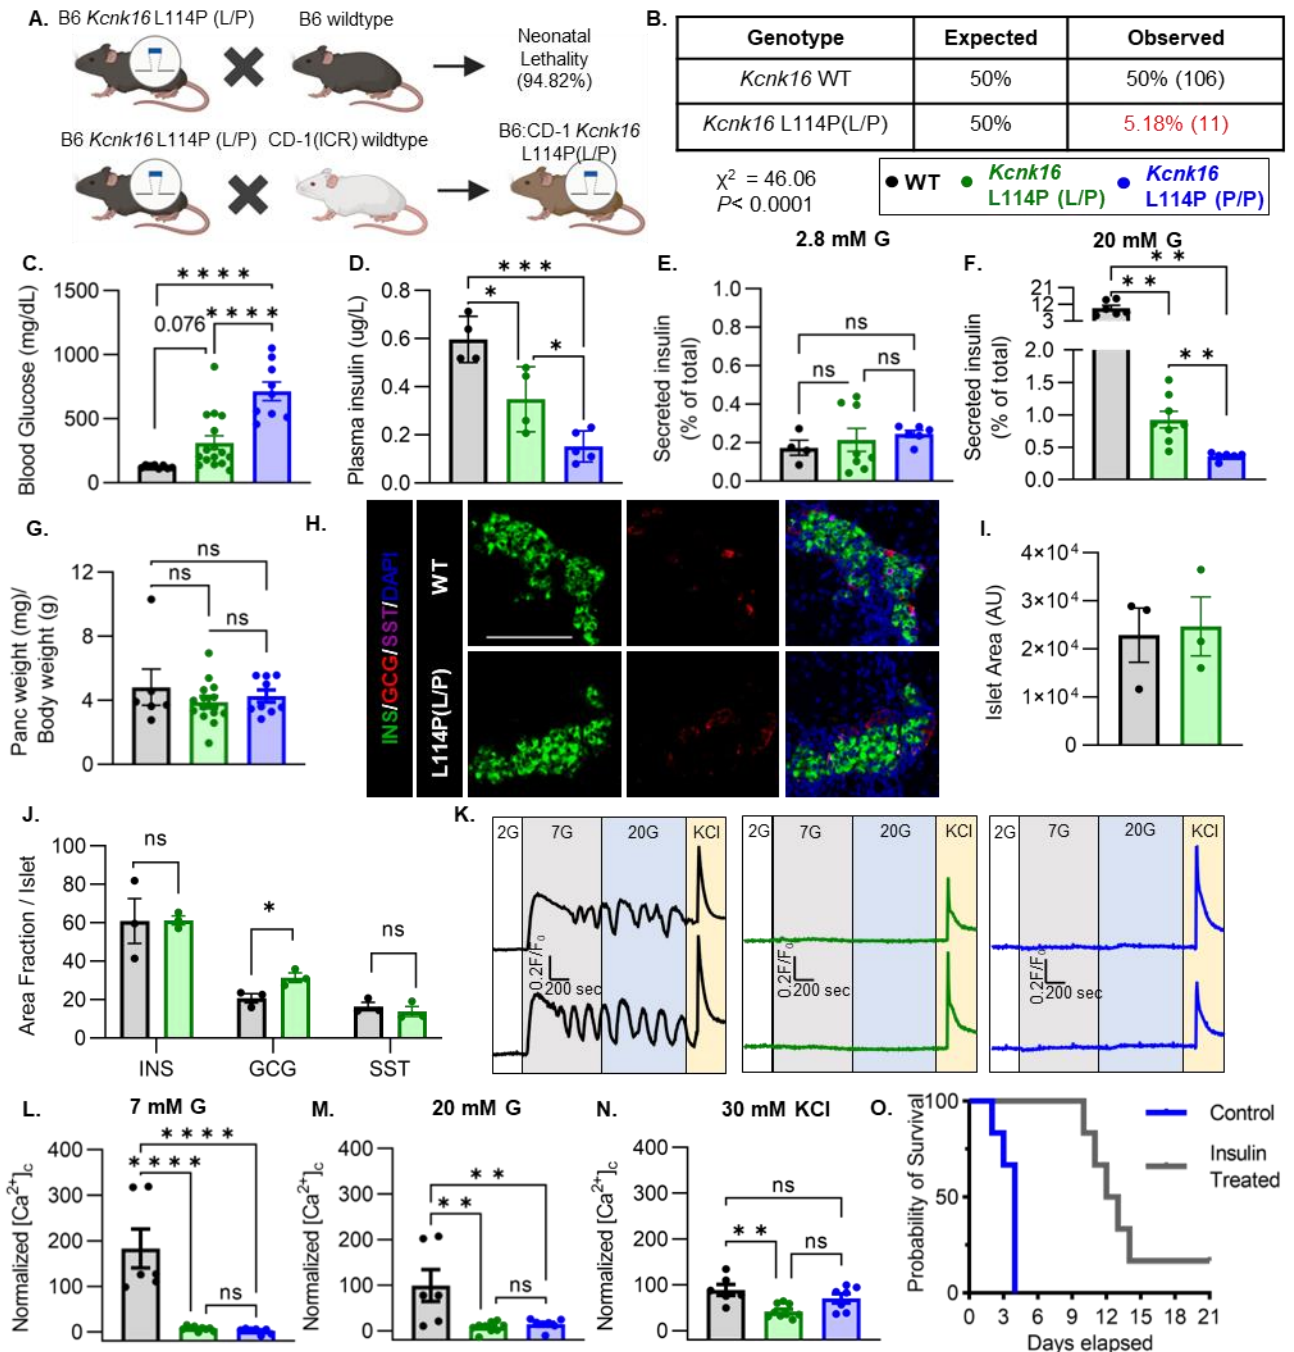 A.
B6 Kcnk16 L114P (L/P)
B6 wildtype
Neonatal
Lethality
(94.82%)
B6 Kcnk16 L114P (L/P)
CD-1(ICR) wildtype
B6:CD-1 Kcnk16
L114P(L/P)
B.
Genotype Expected Observed
Kcnk16 WT 50% 50% (106)
Kcnk16 L114P(L/P) 50% 5.18% (11)
χ² = 46.06
P< 0.0001
WT
Kcnk16
L114P (L/P)
Kcnk16
L114P (P/P)
C.
Blood Glucose (mg/dL)
1500
1000
500
0
* * * *
0.076
* * * *
D.
Plasma insulin (ug/L)
0.8
0.6
0.4
0.2
0.0
* * *
*
*
2.8 mM G
E.
Secreted insulin
(% of total)
1.0
0.8
0.6
0.4
0.2
0.0
ns
ns
ns
20 mM G
F.
Secreted insulin
(% of total)
21
12
3
2.0
1.5
1.0
0.5
0.0
* *
* *
* *
G.
Panc weight (mg)/
Body weight (g)
12
8
4
0
ns
ns
ns
H.
INS/GCG/SST/DAPI
WT
L114P(L/P)
I.
Islet Area (AU)
4×10⁴
3×10⁴
2×10⁴
1×10⁴
0
J.
Area Fraction / Islet
100
80
60
40
20
0
ns
*
ns
INS GCG SST
K.
2G 7G 20G KCl
0.2F/F₀
200 sec
2G 7G 20G KCl
0.2F/F₀
200 sec
2G 7G 20G KCl
0.2F/F₀
200 sec
L.
7 mM G
Normalized [Ca²⁺]c
400
300
200
100
0
* * * *
* * * *
ns
M.
20 mM G
Normalized [Ca²⁺]c
400
300
200
100
0
* *
* *
ns
N.
30 mM KCl
Normalized [Ca²⁺]c
400
300
200
100
0
ns
* *
ns
O.
Probability of Survival
100
50
0
0 3 6 9 12 15 18 21
Days elapsed
Control
Insulin
Treated